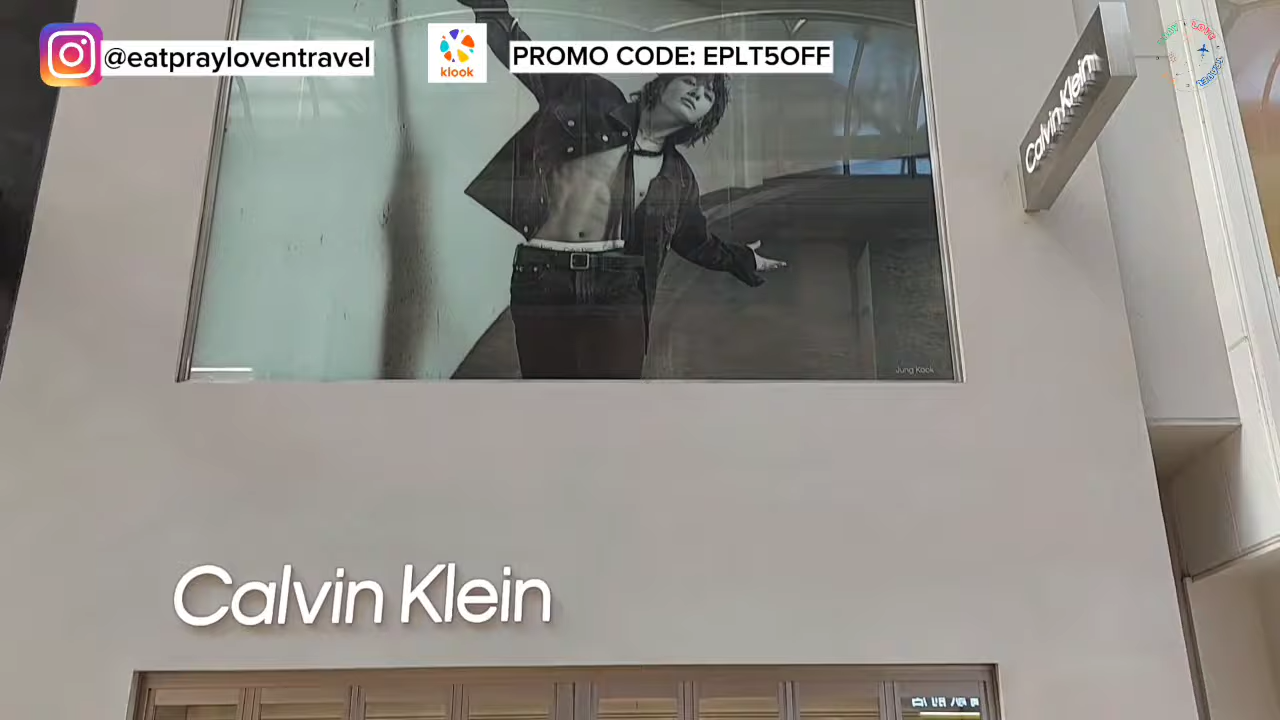 @eatprayloventravel
klook
PROMO CODE: EPLT5OFF
Calvin Klein
Jung Kook
Calvin Klein